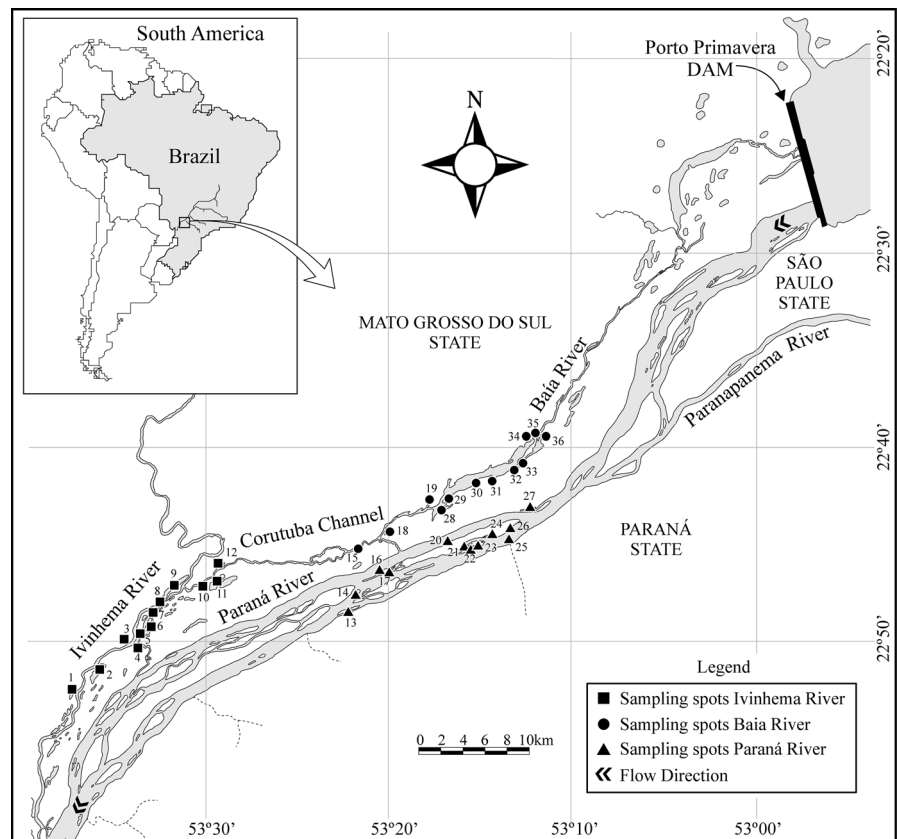 South America
Brazil
N
Porto Primavera
DAM
22°20'
22°30'
22°40'
22°50'
SÃO
PAULO
STATE
MATO GROSSO DO SUL
STATE
Baía River
Paranapanema River
PARANÁ
STATE
Corutuba Channel
Paraná River
Ivinhema River
35
34
36
33
32
31
30
29
28
19
18
15
27
26
25
24
23
22
21
20
17
16
14
13
12
11
10
9
8
7
6
5
4
3
2
1
0 2 4 6 8 10km
Legend
Sampling spots Ivinhema River
Sampling spots Baia River
Sampling spots Paraná River
Flow Direction
53°30'
53°20'
53°10'
53°00'